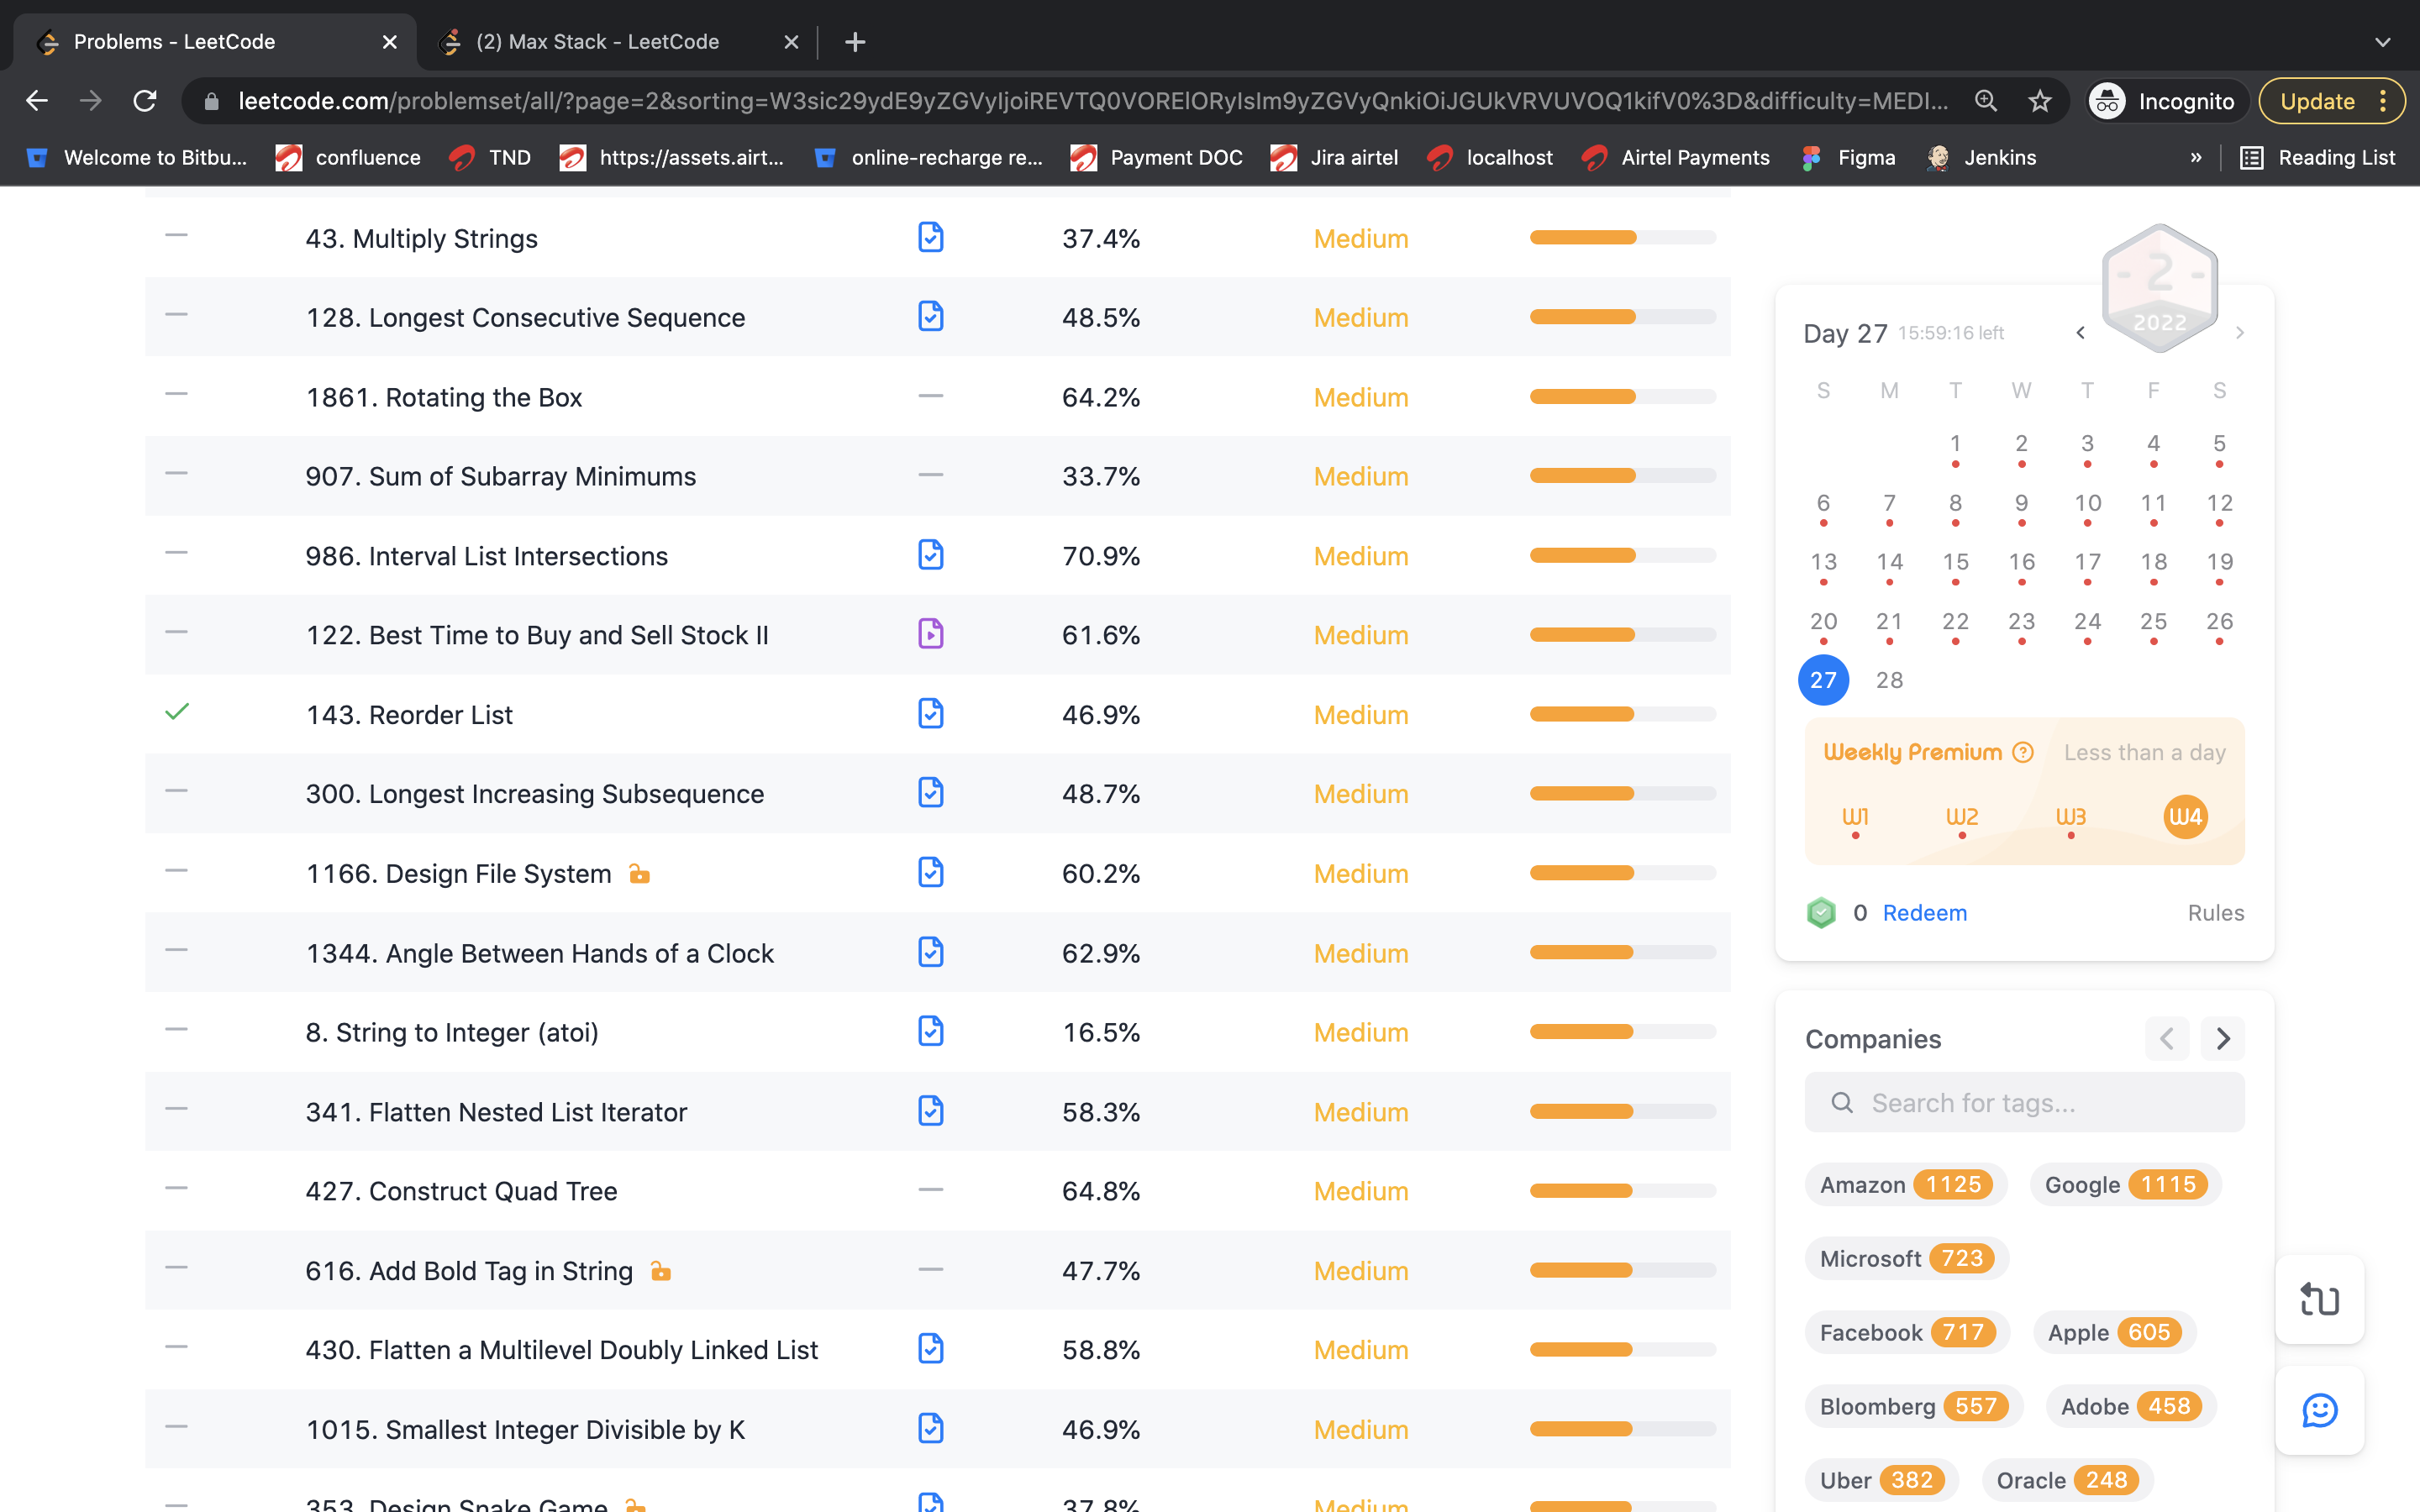 Problems - LeetCode
(2) Max Stack - LeetCode
leetcode.com/problemset/all/?page=2&sorting=W3sic29ydE9yZGVyIjoiREVTQ0VORElORyIsIm9yZGVyQnkiOiJGUkVRVUVOQ1kifV0%3D&difficulty=MEDI...
Incognito
Update
Welcome to Bitbu...
confluence
TND
https://assets.airt...
online-recharge re...
Payment DOC
Jira airtel
localhost
Airtel Payments
Figma
Jenkins
»
Reading List
43. Multiply Strings 37.4% Medium
128. Longest Consecutive Sequence 48.5% Medium
1861. Rotating the Box 64.2% Medium
907. Sum of Subarray Minimums 33.7% Medium
986. Interval List Intersections 70.9% Medium
122. Best Time to Buy and Sell Stock II 61.6% Medium
143. Reorder List 46.9% Medium
300. Longest Increasing Subsequence 48.7% Medium
1166. Design File System 60.2% Medium
1344. Angle Between Hands of a Clock 62.9% Medium
8. String to Integer (atoi) 16.5% Medium
341. Flatten Nested List Iterator 58.3% Medium
427. Construct Quad Tree 64.8% Medium
616. Add Bold Tag in String 47.7% Medium
430. Flatten a Multilevel Doubly Linked List 58.8% Medium
1015. Smallest Integer Divisible by K 46.9% Medium
353. Design Snake Game 37.8% Medium
- 2 -
2022
Day 27 15:59:16 left
S M T W T F S
1 2 3 4 5
6 7 8 9 10 11 12
13 14 15 16 17 18 19
20 21 22 23 24 25 26
27 28
Weekly Premium ? Less than a day
W1 W2 W3 W4
0 Redeem Rules
Companies
Search for tags...
Amazon 1125 Google 1115
Microsoft 723
Facebook 717 Apple 605
Bloomberg 557 Adobe 458
Uber 382 Oracle 248